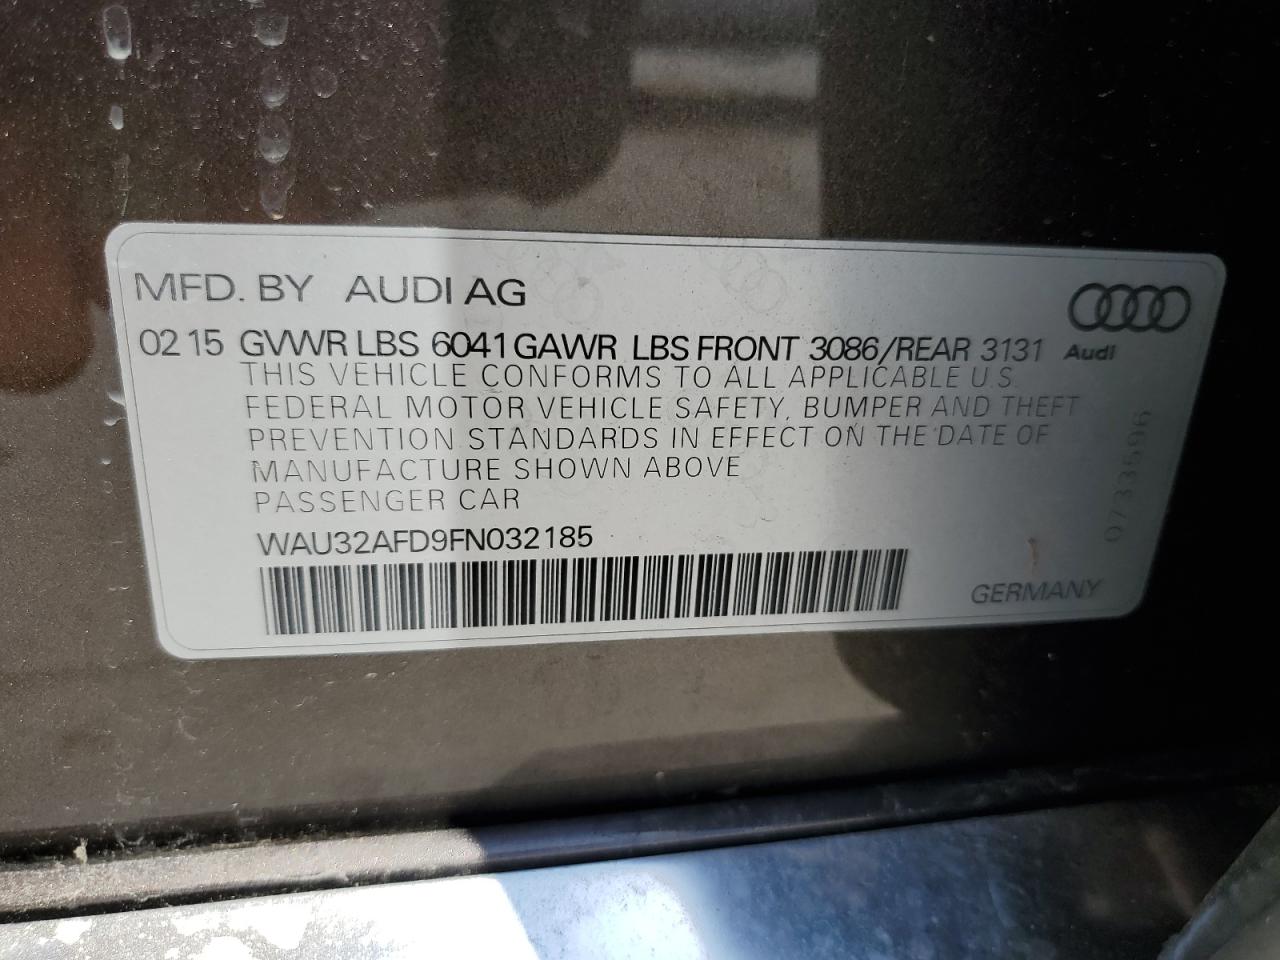 MFD. BY AUDI AG
02 15 GVWR LBS 6041 GAWR LBS FRONT 3086/REAR 3131
Audi
THIS VEHICLE CONFORMS TO ALL APPLICABLE U.S.
FEDERAL MOTOR VEHICLE SAFETY, BUMPER AND THEFT
PREVENTION STANDARDS IN EFFECT ON THE DATE OF
MANUFACTURE SHOWN ABOVE
PASSENGER CAR
WAU32AFD9FN032185
GERMANY
0733596